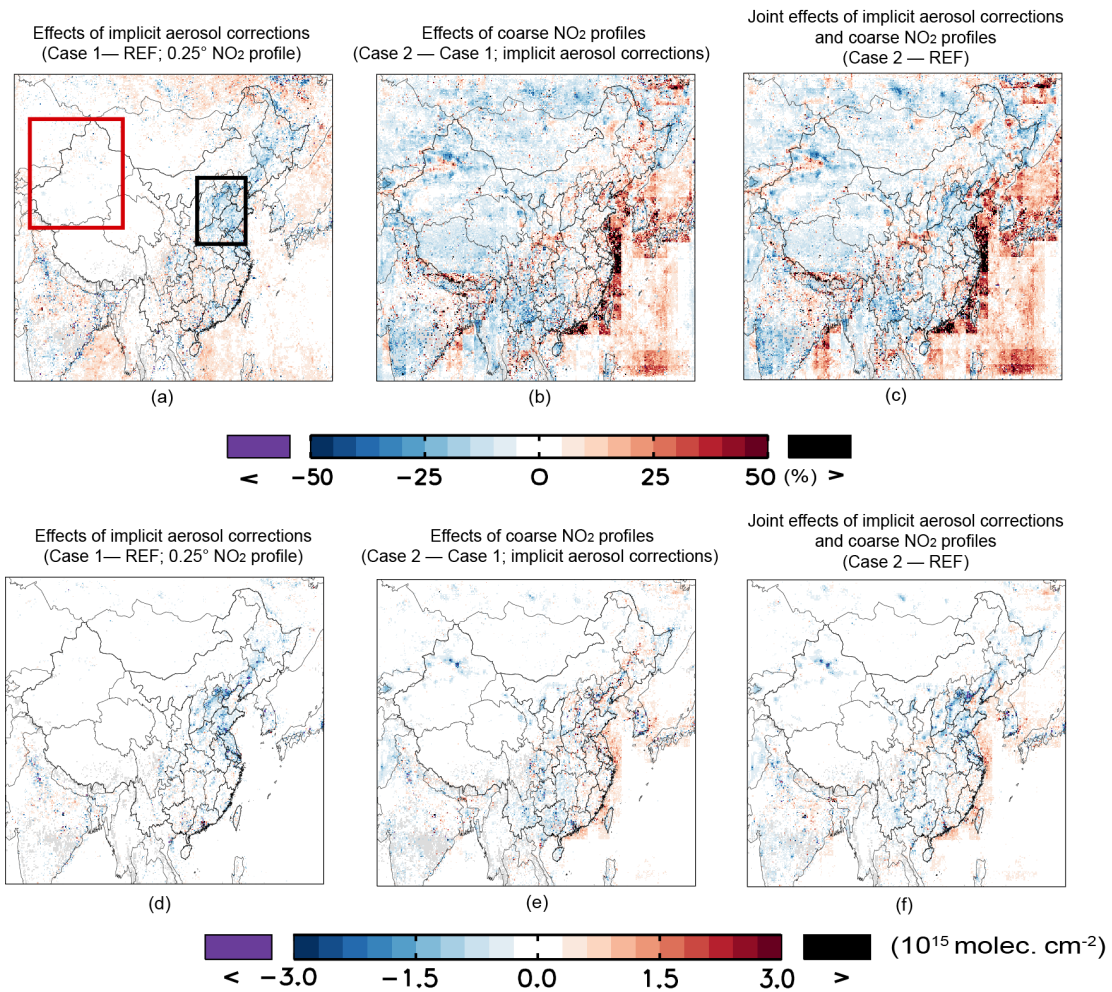 Effects of implicit aerosol corrections
(Case 1— REF; 0.25° NO2 profile)
Effects of coarse NO2 profiles
(Case 2 — Case 1; implicit aerosol corrections)
Joint effects of implicit aerosol corrections
and coarse NO2 profiles
(Case 2 — REF)
(a)
(b)
(c)
< −50 −25 0 25 50 (%) >
Effects of implicit aerosol corrections
(Case 1— REF; 0.25° NO2 profile)
Effects of coarse NO2 profiles
(Case 2 — Case 1; implicit aerosol corrections)
Joint effects of implicit aerosol corrections
and coarse NO2 profiles
(Case 2 — REF)
(d)
(e)
(f)
(10¹⁵ molec. cm⁻²)
< −3.0 −1.5 0.0 1.5 3.0 >